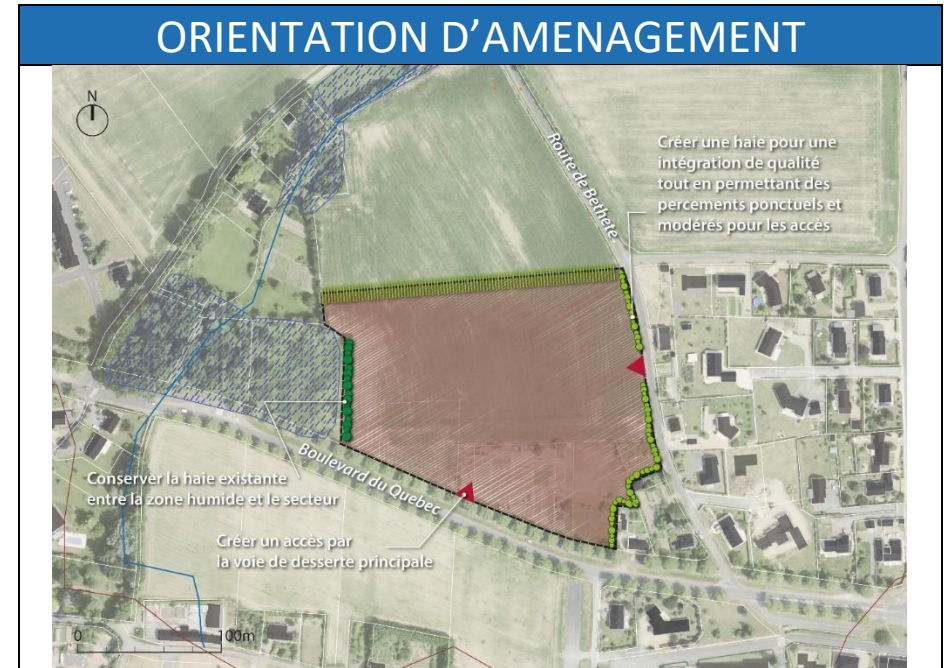 ORIENTATION D'AMENAGEMENT
N
Route de Bethete
Créer une haie pour une
intégration de qualité
tout en permettant des
percements ponctuels et
modérés pour les accès
Conserver la haie existante
entre la zone humide et le secteur
Boulevard du Quebec
Créer un accès par
la voie de desserte principale
0
100m